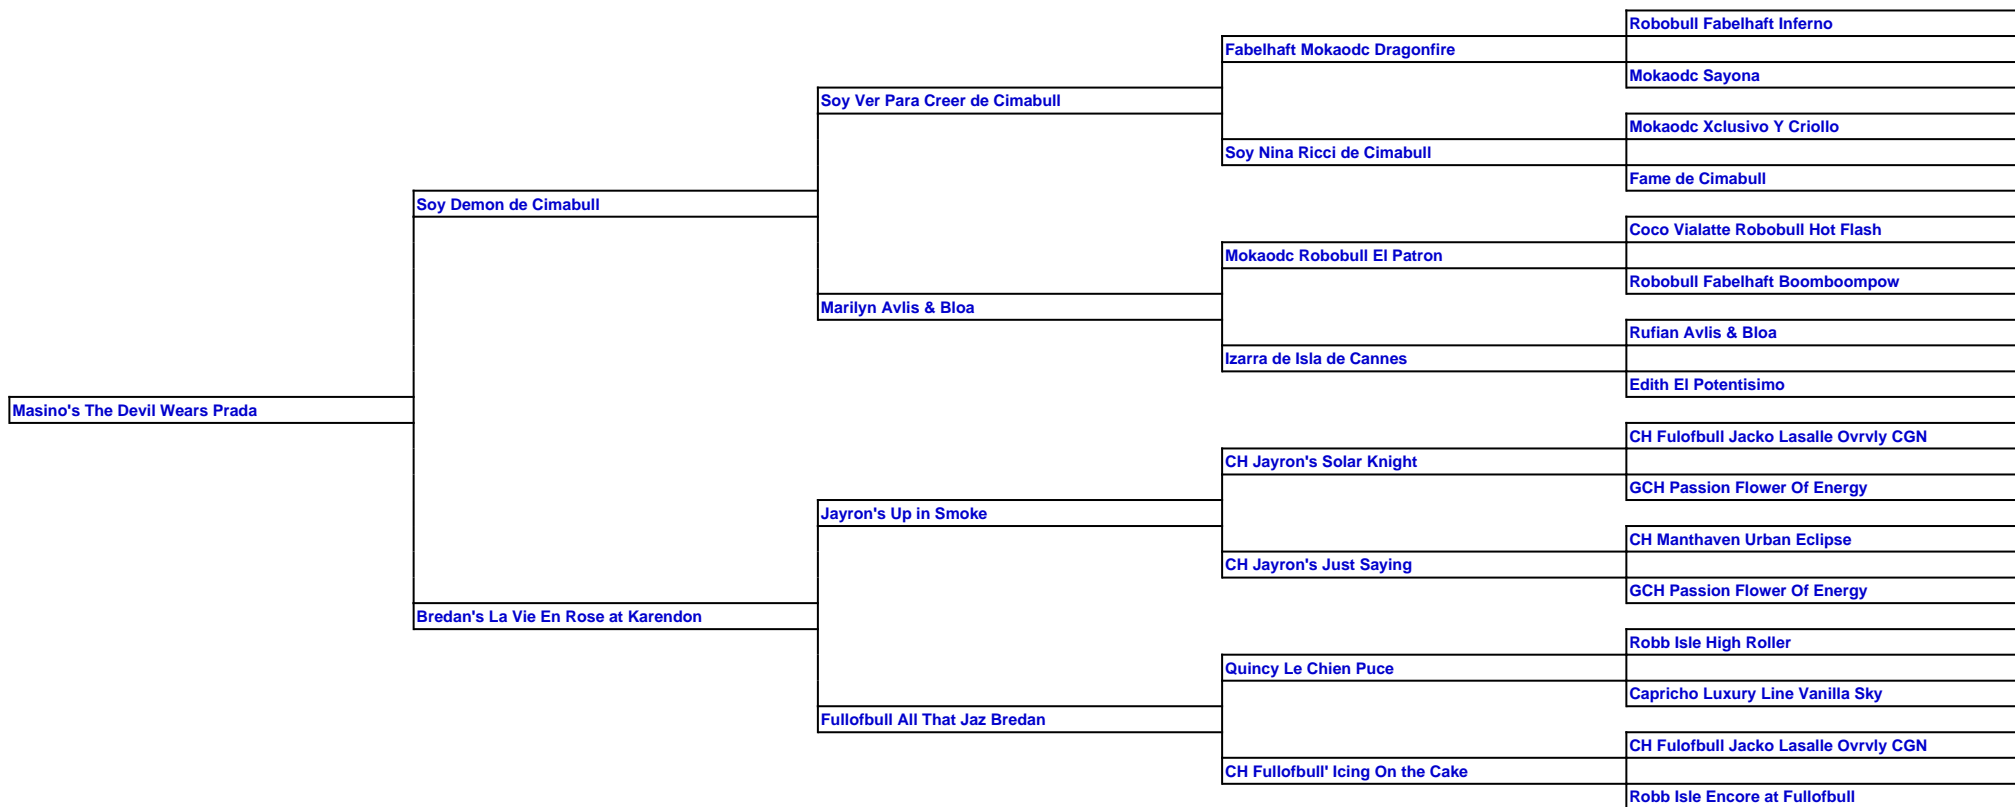 Robobull Fabelhaft Inferno
Fabelhaft Mokaodc Dragonfire
Mokaodc Sayona
Soy Ver Para Creer de Cimabull
Mokaodc Xclusivo Y Criollo
Soy Nina Ricci de Cimabull
Fame de Cimabull
Soy Demon de Cimabull
Coco Vialatte Robobull Hot Flash
Mokaodc Robobull El Patron
Robobull Fabelhaft Boomboompow
Marilyn Avlis & Bloa
Rufian Avlis & Bloa
Izarra de Isla de Cannes
Edith El Potentisimo
Masino's The Devil Wears Prada
CH Fulofbull Jacko Lasalle Ovrvly CGN
CH Jayron's Solar Knight
GCH Passion Flower Of Energy
Jayron's Up in Smoke
CH Manthaven Urban Eclipse
CH Jayron's Just Saying
GCH Passion Flower Of Energy
Bredan's La Vie En Rose at Karendon
Robb Isle High Roller
Quincy Le Chien Puce
Capricho Luxury Line Vanilla Sky
Fullofbull All That Jaz Bredan
CH Fulofbull Jacko Lasalle Ovrvly CGN
CH Fullofbull' Icing On the Cake
Robb Isle Encore at Fullofbull